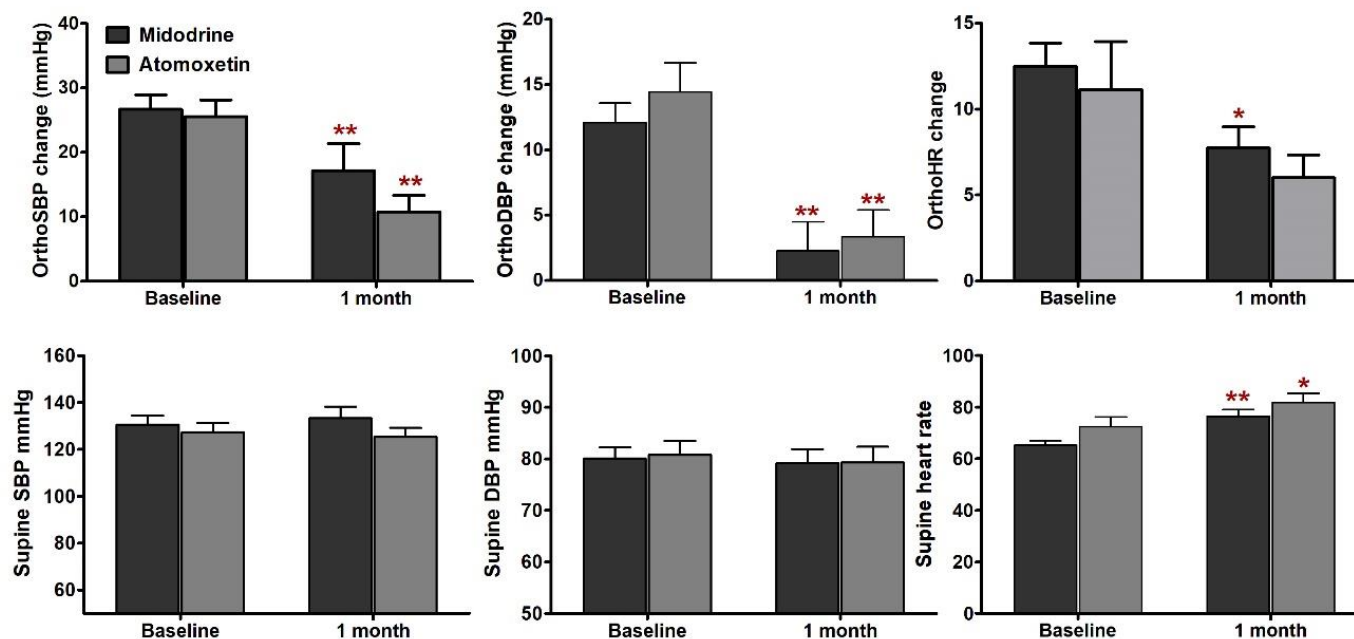 OrthoSBP change (mmHg)
40
30
20
10
0
Midodrine
Atomoxetin
**
**
Baseline
1 month
OrthoDBP change (mmHg)
20
15
10
5
0
**
**
Baseline
1 month
OrthoHR change
15
10
5
0
*
Baseline
1 month
Supine SBP mmHg
160
140
120
100
80
60
Baseline
1 month
Supine DBP mmHg
100
90
80
70
60
50
Baseline
1 month
Supine heart rate
100
80
60
40
20
0
**
*
Baseline
1 month